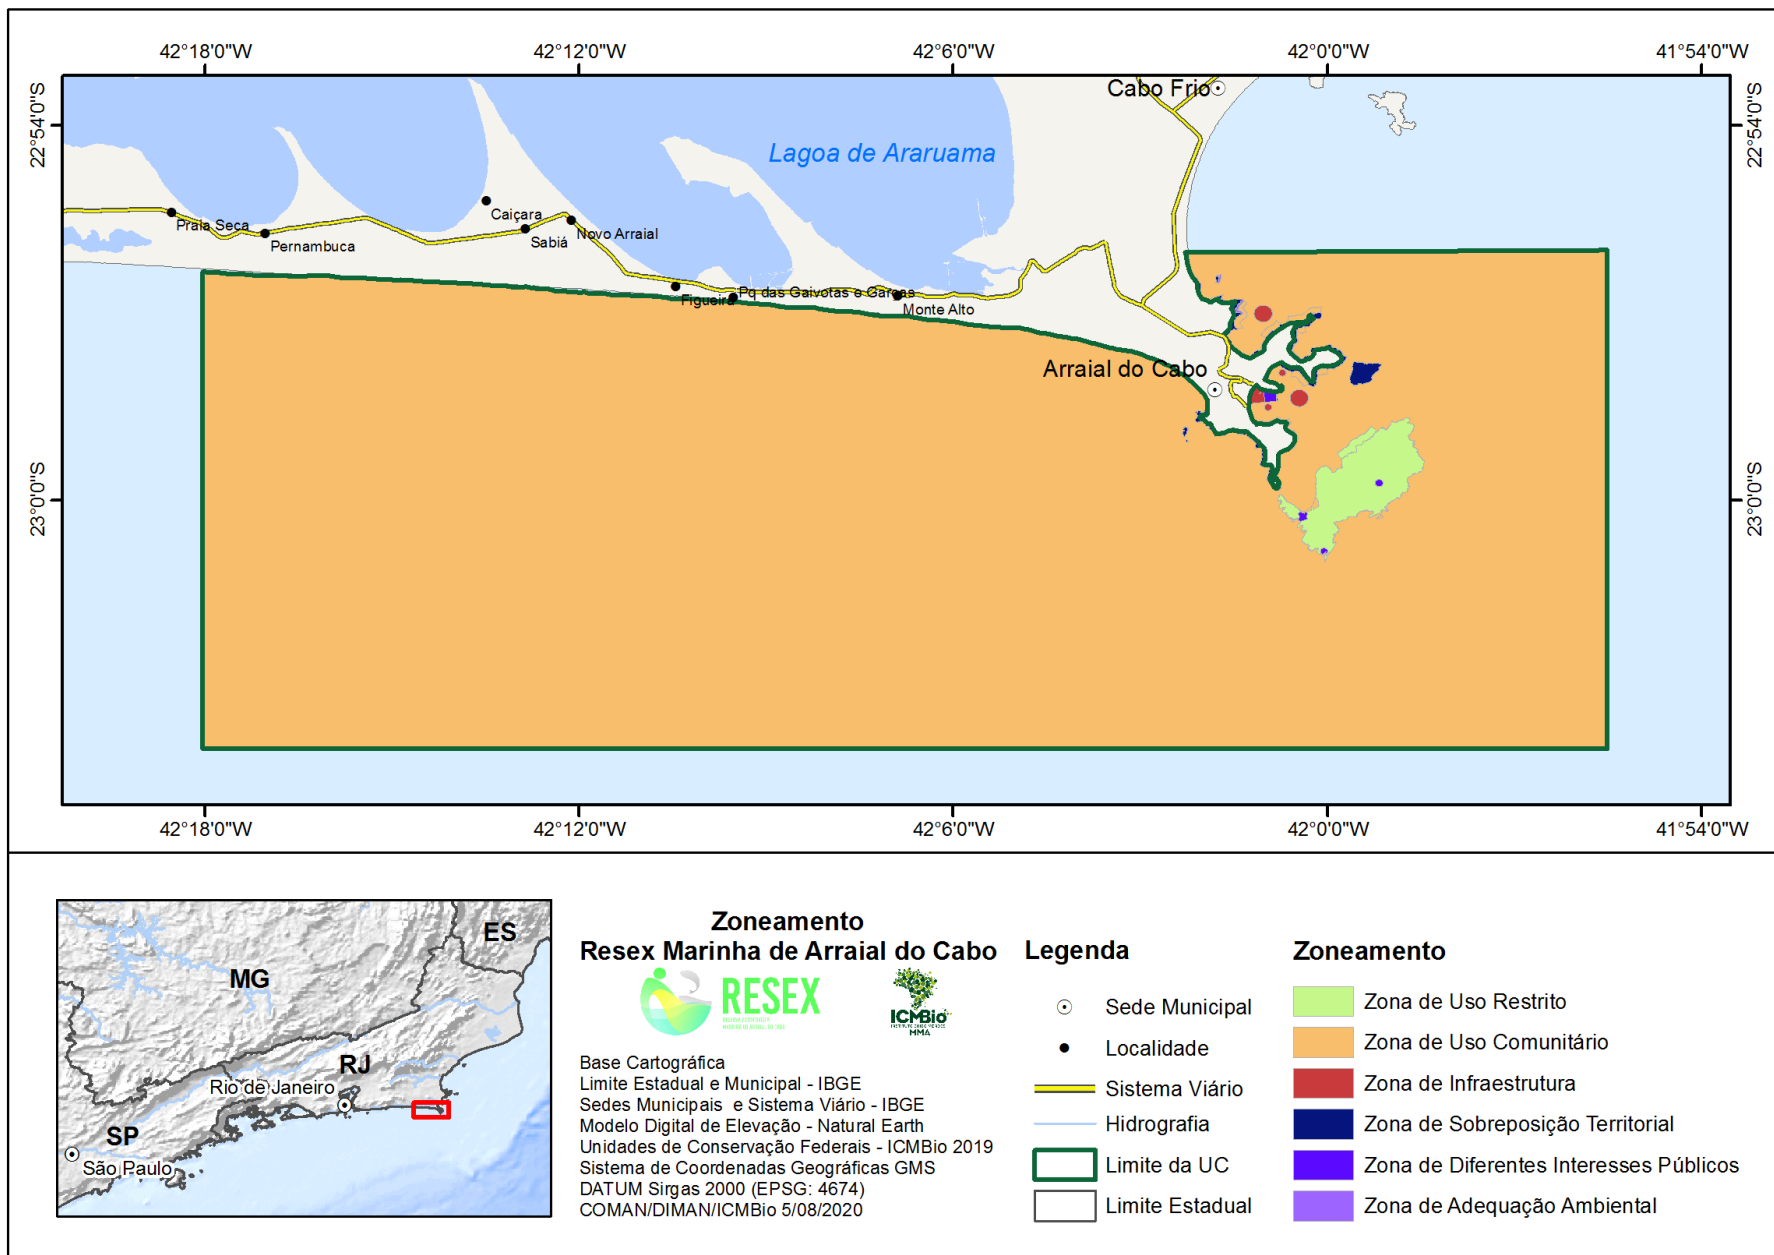 42°18'0"W
42°12'0"W
42°6'0"W
42°0'0"W
41°54'0"W
22°54'0"S
22°54'0"S
23°0'0"S
23°0'0"S
Cabo Frio
Lagoa de Araruama
Praia Seca
Pernambuca
Caiçara
Sabiá
Novo Arraial
Figueira
Pq das Gaivotas e Garças
Monte Alto
Arraial do Cabo
42°18'0"W
42°12'0"W
42°6'0"W
42°0'0"W
41°54'0"W
ES
MG
RJ
Rio de Janeiro
SP
São Paulo
Zoneamento
Resex Marinha de Arraial do Cabo
RESEX
ICMBio
INSTITUTO CHICO MENDES
MMA
Base Cartográfica
Limite Estadual e Municipal - IBGE
Sedes Municipais e Sistema Viário - IBGE
Modelo Digital de Elevação - Natural Earth
Unidades de Conservação Federais - ICMBio 2019
Sistema de Coordenadas Geográficas GMS
DATUM Sirgas 2000 (EPSG: 4674)
COMAN/DIMAN/ICMBio 5/08/2020
Legenda
Sede Municipal
Localidade
Sistema Viário
Hidrografia
Limite da UC
Limite Estadual
Zoneamento
Zona de Uso Restrito
Zona de Uso Comunitário
Zona de Infraestrutura
Zona de Sobreposição Territorial
Zona de Diferentes Interesses Públicos
Zona de Adequação Ambiental